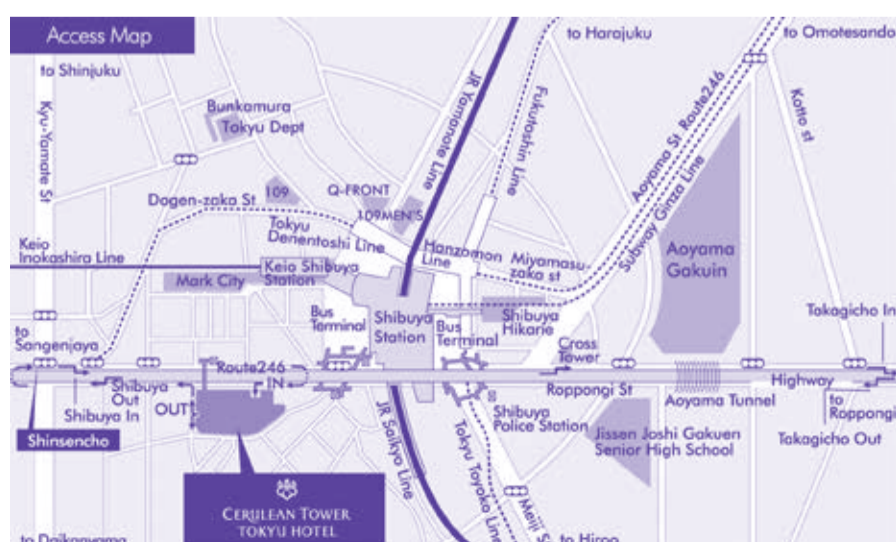 Access Map
to Shinjuku
to Harajuku
to Omotesando
Kyu-Yamate St
Bunkamura
Tokyu Dept
JR Yamanote Line
Fukutoshin Line
Aoyama St Route246
Subway Ginza Line
Kotto st
Dogen-zaka St
109
Q-FRONT
109MEN'S
Tokyu
Denentoshi Line
Hanzomon
Line
Miyamasu-
zaka st
Aoyama
Gakuin
Keio
Inokashira Line
Keio Shibuya
Station
Mark City
Bus
Terminal
Shibuya
Station
Bus
Terminal
Shibuya
Hikarie
Takagicho In
to
Sangenjaya
Cross
Tower
Route246
IN
Shibuya
Out
Shibuya In
OUT
Roppongi St
Highway
Aoyama Tunnel
to
Roppongi
Takagicho Out
Shinsencho
JR Saikyo Line
Tokyu Toyoko Line
Shibuya
Police Station
Jissen Joshi Gakuen
Senior High School
CERULEAN TOWER
TOKYU HOTEL
Meiji S
to Daikanyama
to Hiroo